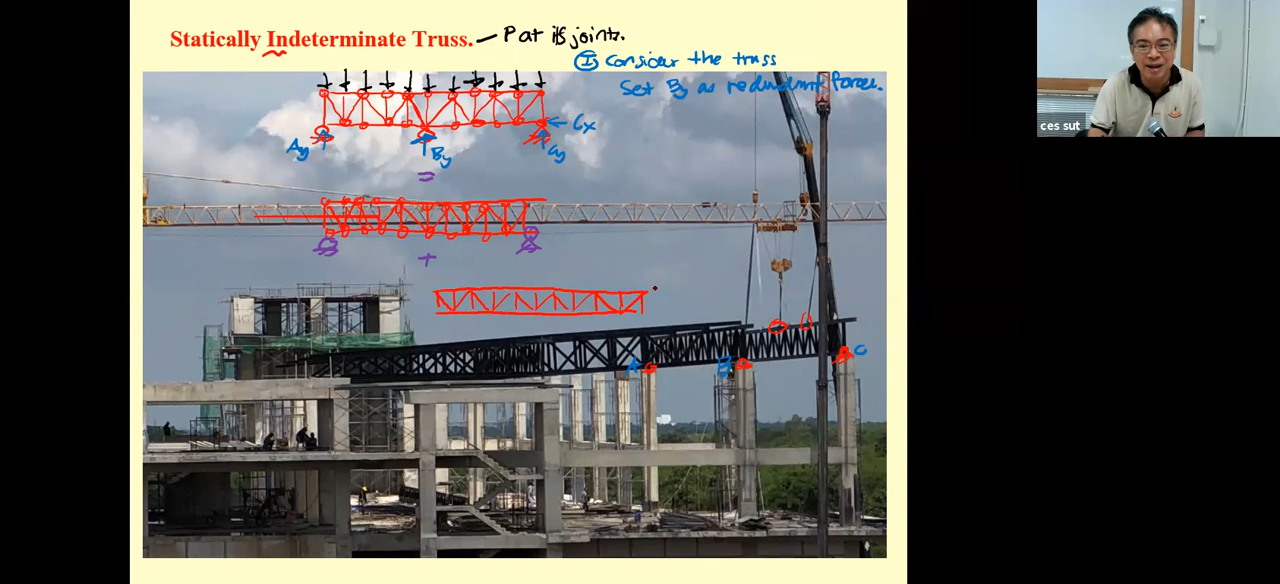 Statically Indeterminate Truss. — P at its joints.
① Consider the truss
Set By as redundant force.
Ay
By
Cy
Cx
=
+
A
B
C
ces sut